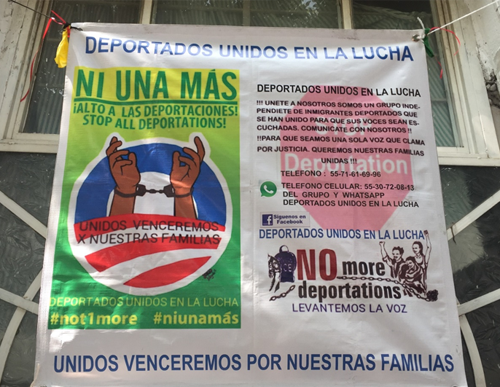 DEPORTADOS UNIDOS EN LA LUCHA
NI UNA MÁS
¡ALTO A LAS DEPORTACIONES!
STOP ALL DEPORTATIONS!
UNIDOS VENCEREMOS
X NUESTRAS FAMILIAS
DEPORTADOS UNIDOS EN LA LUCHA
#not1more #niunamás
DEPORTADOS UNIDOS EN LA LUCHA
!!! UNETE A NOSOTROS SOMOS UN GRUPO INDE-
PENDIETE DE INMIGRANTES DEPORTADOS QUE
SE HAN UNIDO PARA QUE SUS VOCES SEAN ES-
CUCHADAS. COMUNICATE CON NOSOTROS !!
!!PARA QUE SEAMOS UNA SOLA VOZ QUE CLAMA
POR JUSTICIA. QUEREMOS NUESTRAS FAMILIAS
UNIDAS !!!
Deportation
TELEFONO : 55-71-61-69-96
TELEFONO CELULAR: 55-30-72-08-13
DEL GRUPO Y WHATSAPP
DEPORTADOS UNIDOS EN LA LUCHA
Siguenos en
Facebook
DEPORTADOS UNIDOS EN LA LUCHA
NO more
deportations
LEVANTEMOS LA VOZ
UNIDOS VENCEREMOS POR NUESTRAS FAMILIAS